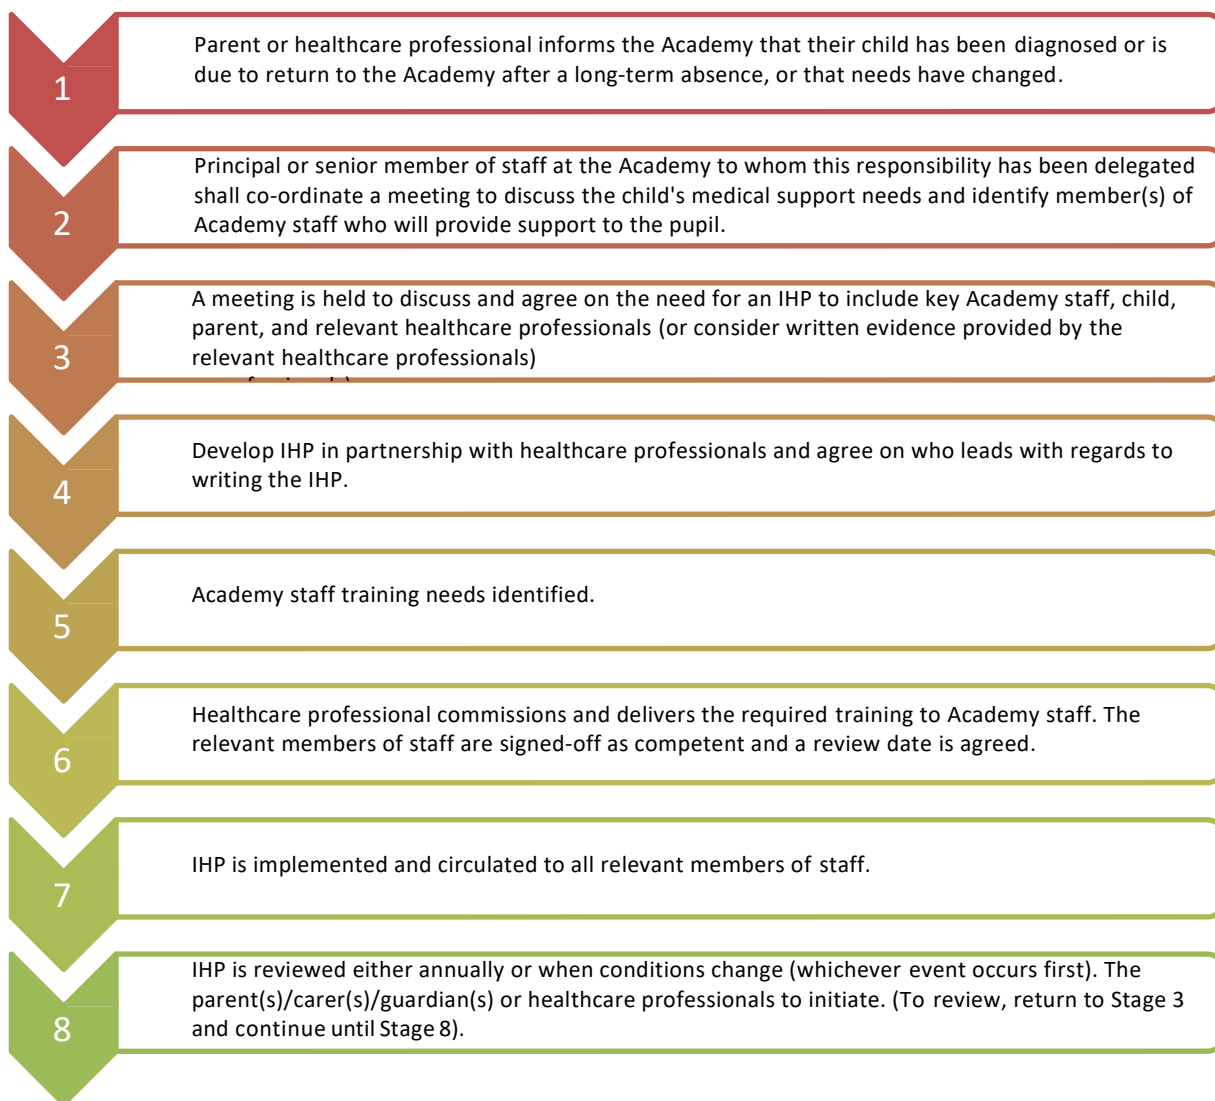 1
Parent or healthcare professional informs the Academy that their child has been diagnosed or is
due to return to the Academy after a long-term absence, or that needs have changed.
2
Principal or senior member of staff at the Academy to whom this responsibility has been delegated
shall co-ordinate a meeting to discuss the child's medical support needs and identify member(s) of
Academy staff who will provide support to the pupil.
3
A meeting is held to discuss and agree on the need for an IHP to include key Academy staff, child,
parent, and relevant healthcare professionals (or consider written evidence provided by the
relevant healthcare professionals)
4
Develop IHP in partnership with healthcare professionals and agree on who leads with regards to
writing the IHP.
5
Academy staff training needs identified.
6
Healthcare professional commissions and delivers the required training to Academy staff. The
relevant members of staff are signed-off as competent and a review date is agreed.
7
IHP is implemented and circulated to all relevant members of staff.
8
IHP is reviewed either annually or when conditions change (whichever event occurs first). The
parent(s)/carer(s)/guardian(s) or healthcare professionals to initiate. (To review, return to Stage 3
and continue until Stage 8).